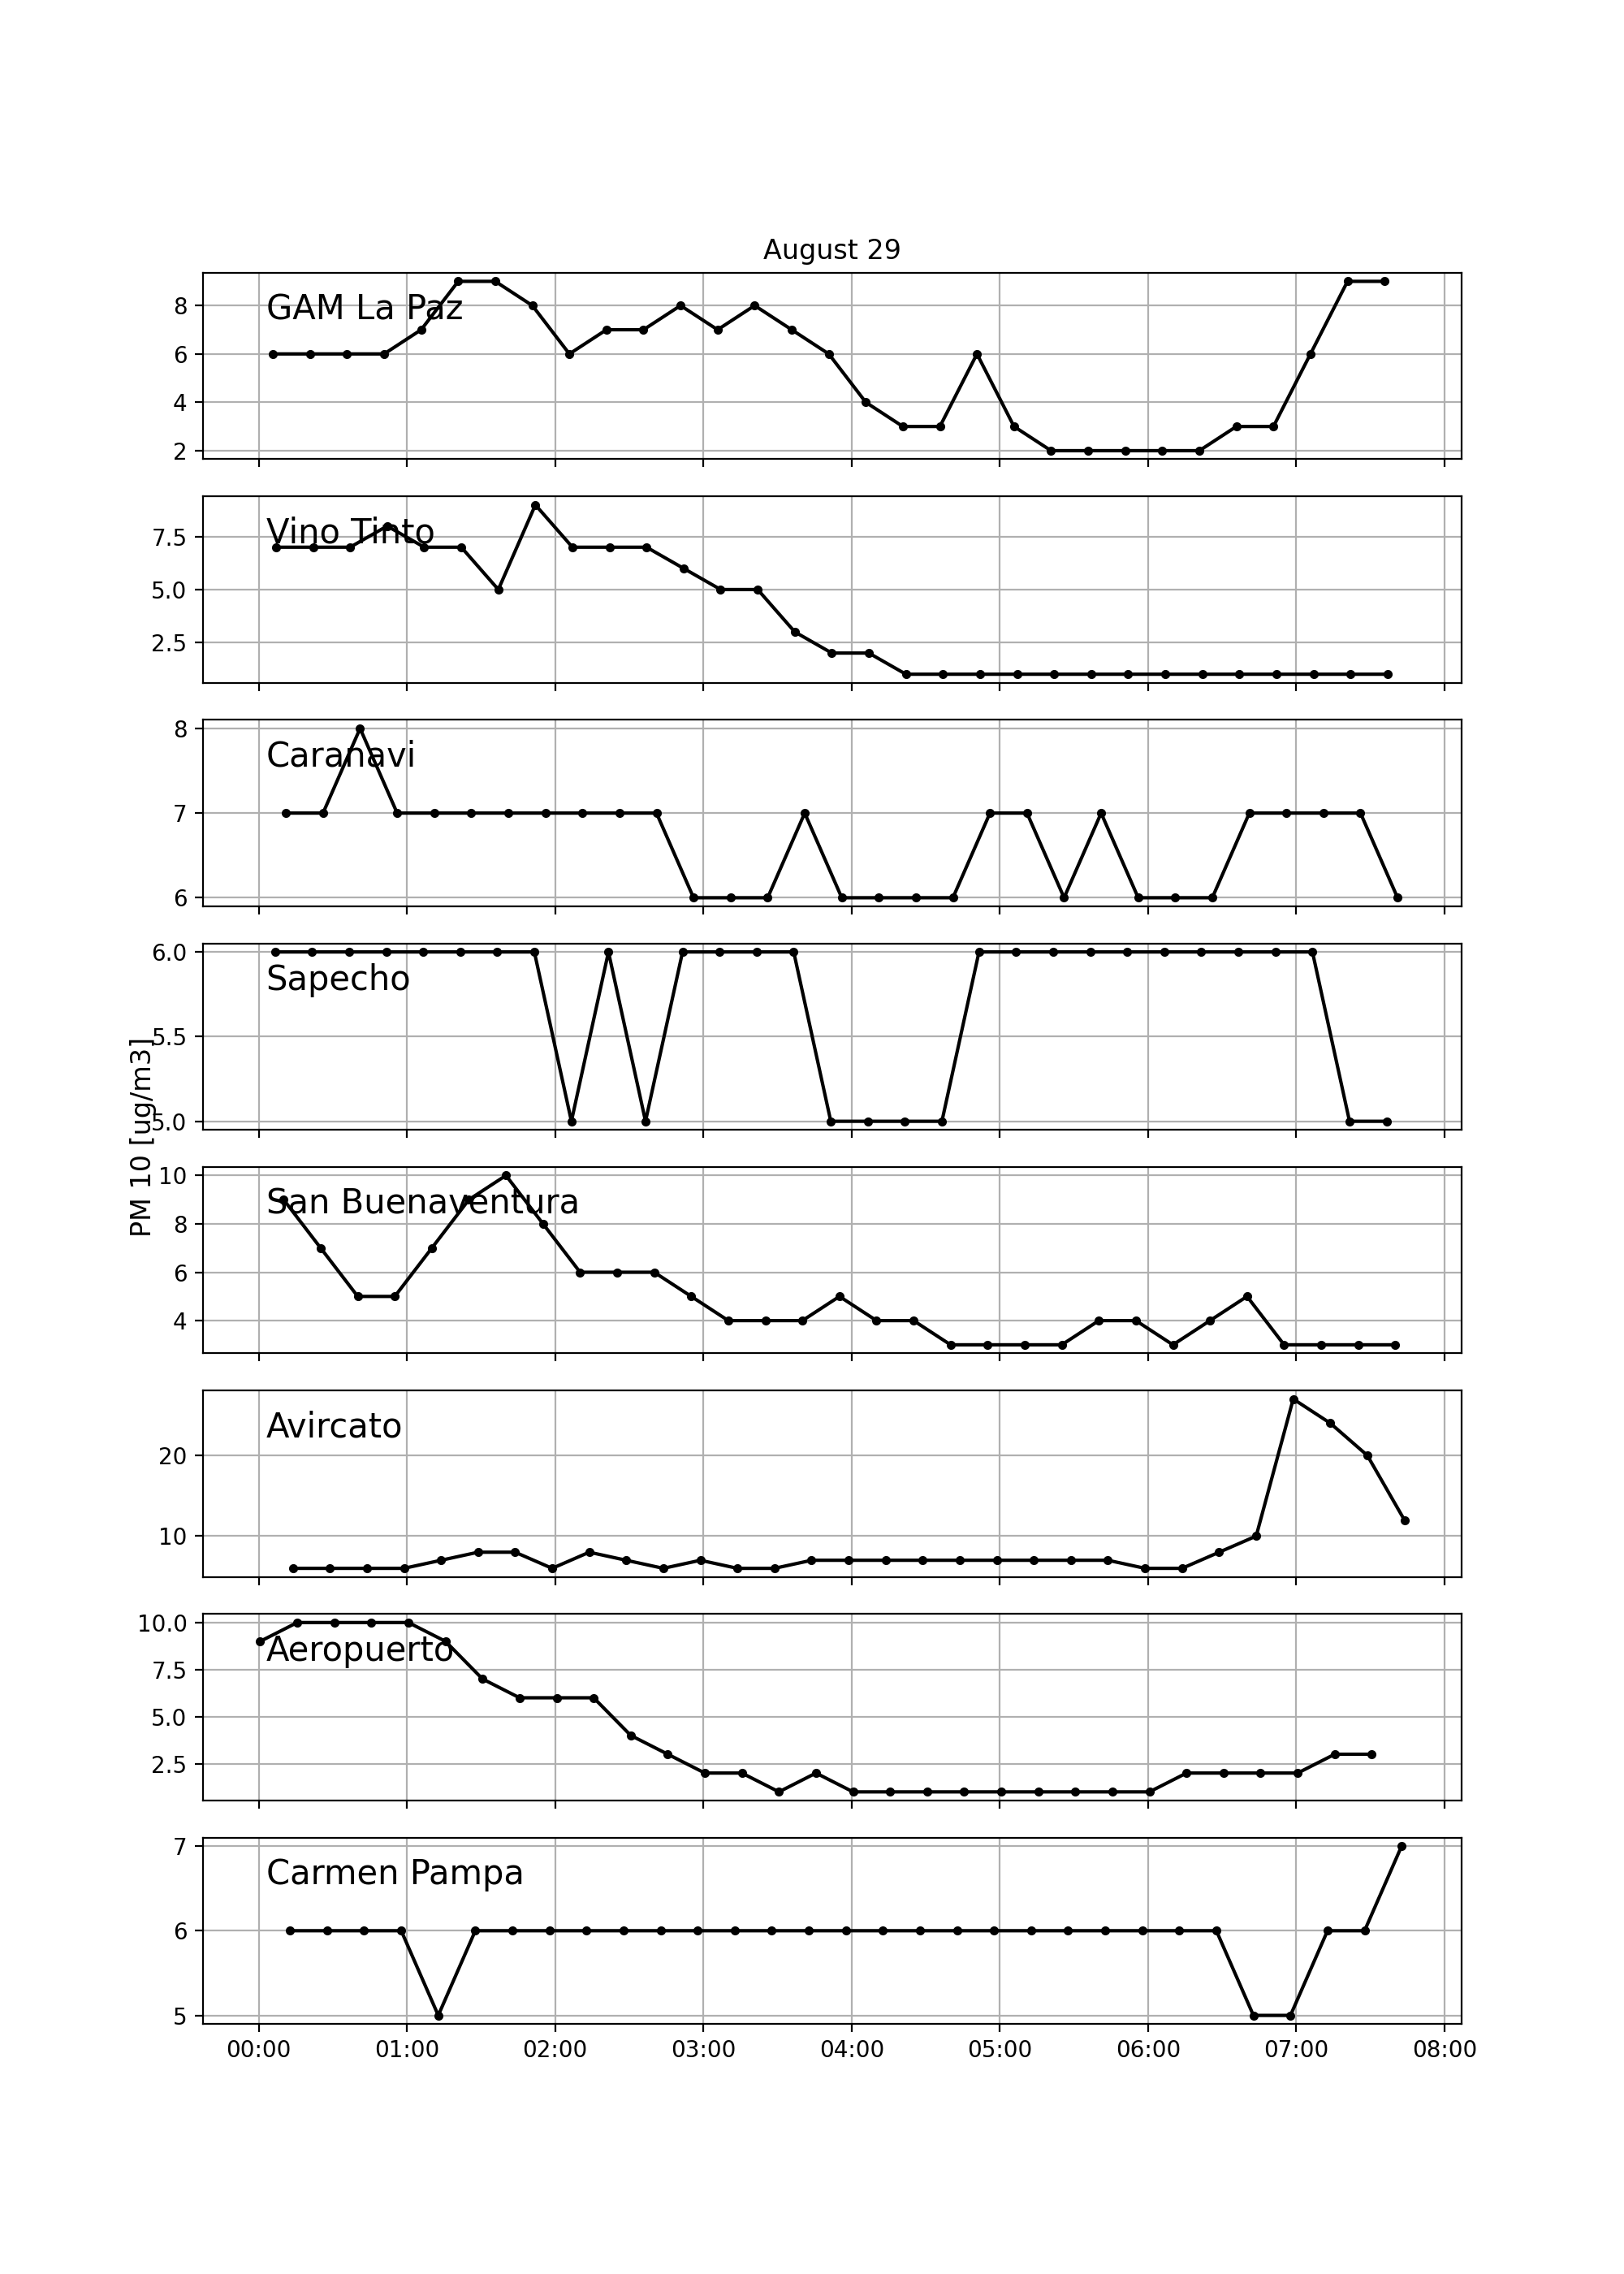 August 29
GAM La Paz
8
6
4
2
Vino Tinto
7.5
5.0
2.5
Caranavi
8
7
6
Sapecho
6.0
5.5
5.0
PM 10 [ug/m3]
San Buenaventura
10
8
6
4
Avircato
20
10
Aeropuerto
10.0
7.5
5.0
2.5
Carmen Pampa
7
6
5
00:00 01:00 02:00 03:00 04:00 05:00 06:00 07:00 08:00